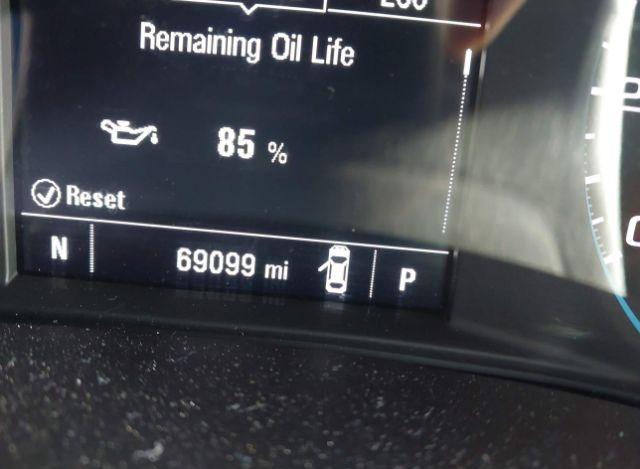 Remaining Oil Life
85 %
Reset
N 69099 mi P